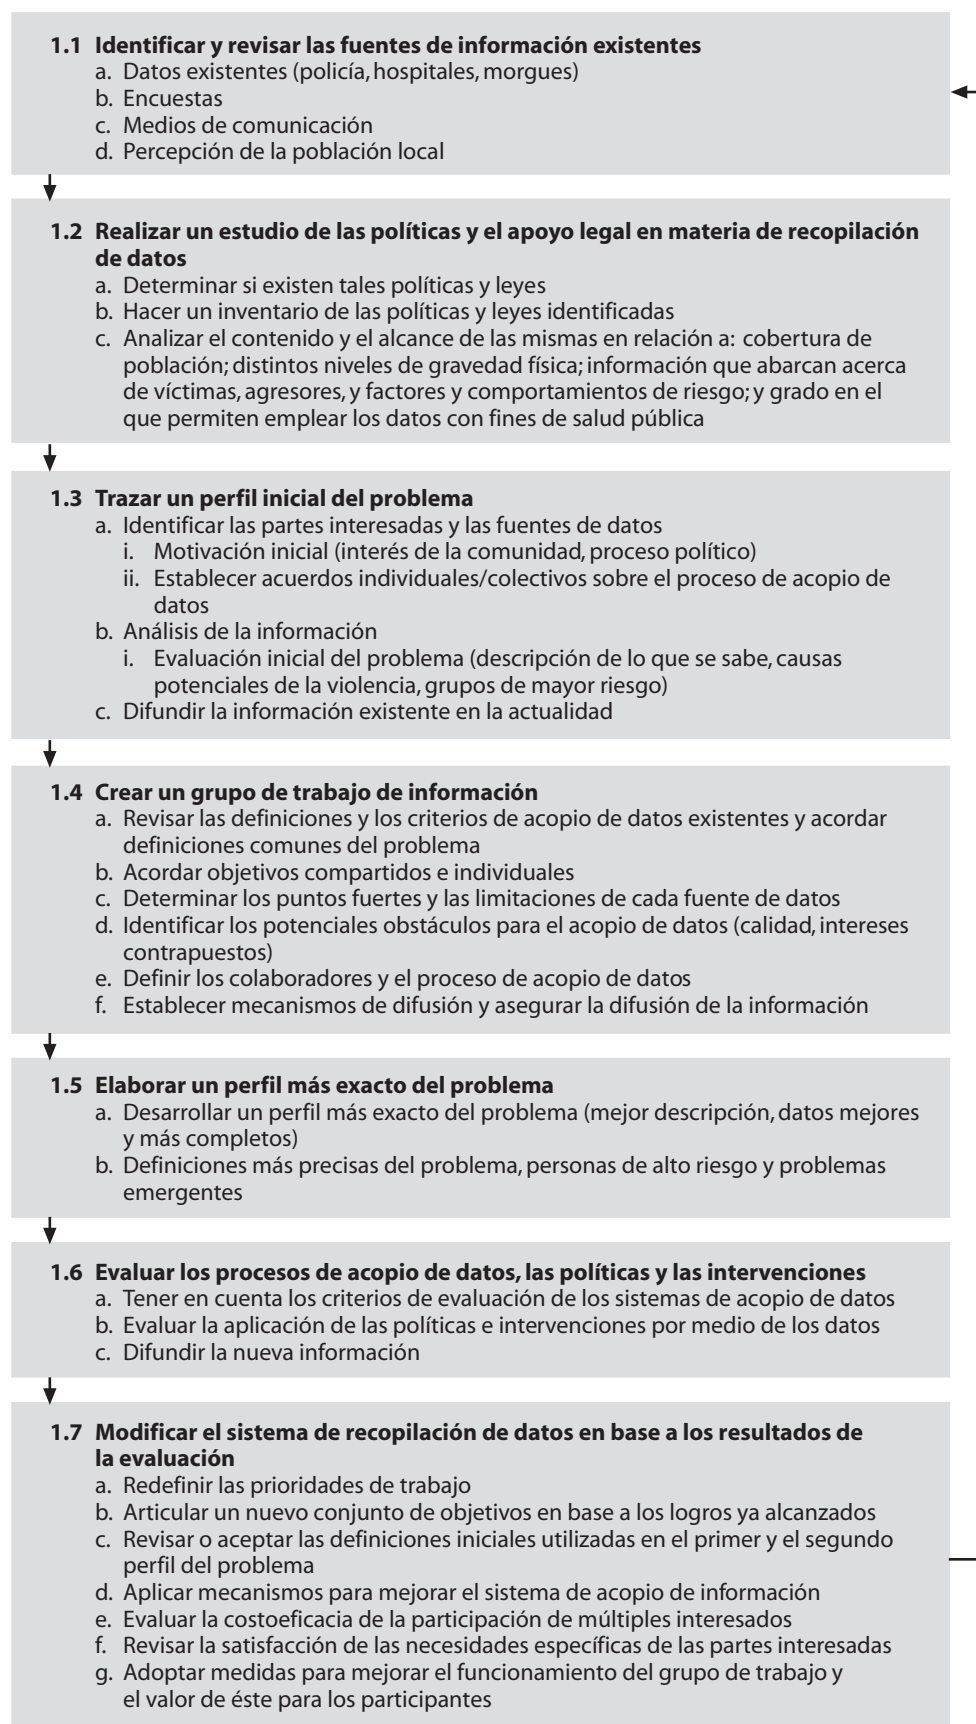 1.1 Identificar y revisar las fuentes de información existentes
a. Datos existentes (policía, hospitales, morgues)
b. Encuestas
c. Medios de comunicación
d. Percepción de la población local
1.2 Realizar un estudio de las políticas y el apoyo legal en materia de recopilación
de datos
a. Determinar si existen tales políticas y leyes
b. Hacer un inventario de las políticas y leyes identificadas
c. Analizar el contenido y el alcance de las mismas en relación a: cobertura de
población; distintos niveles de gravedad física; información que abarcan acerca
de víctimas, agresores, y factores y comportamientos de riesgo; y grado en el
que permiten emplear los datos con fines de salud pública
1.3 Trazar un perfil inicial del problema
a. Identificar las partes interesadas y las fuentes de datos
i. Motivación inicial (interés de la comunidad, proceso político)
ii. Establecer acuerdos individuales/colectivos sobre el proceso de acopio de
datos
b. Análisis de la información
i. Evaluación inicial del problema (descripción de lo que se sabe, causas
potenciales de la violencia, grupos de mayor riesgo)
c. Difundir la información existente en la actualidad
1.4 Crear un grupo de trabajo de información
a. Revisar las definiciones y los criterios de acopio de datos existentes y acordar
definiciones comunes del problema
b. Acordar objetivos compartidos e individuales
c. Determinar los puntos fuertes y las limitaciones de cada fuente de datos
d. Identificar los potenciales obstáculos para el acopio de datos (calidad, intereses
contrapuestos)
e. Definir los colaboradores y el proceso de acopio de datos
f. Establecer mecanismos de difusión y asegurar la difusión de la información
1.5 Elaborar un perfil más exacto del problema
a. Desarrollar un perfil más exacto del problema (mejor descripción, datos mejores
y más completos)
b. Definiciones más precisas del problema, personas de alto riesgo y problemas
emergentes
1.6 Evaluar los procesos de acopio de datos, las políticas y las intervenciones
a. Tener en cuenta los criterios de evaluación de los sistemas de acopio de datos
b. Evaluar la aplicación de las políticas e intervenciones por medio de los datos
c. Difundir la nueva información
1.7 Modificar el sistema de recopilación de datos en base a los resultados de
la evaluación
a. Redefinir las prioridades de trabajo
b. Articular un nuevo conjunto de objetivos en base a los logros ya alcanzados
c. Revisar o aceptar las definiciones iniciales utilizadas en el primer y el segundo
perfil del problema
d. Aplicar mecanismos para mejorar el sistema de acopio de información
e. Evaluar la costoeficacia de la participación de múltiples interesados
f. Revisar la satisfacción de las necesidades específicas de las partes interesadas
g. Adoptar medidas para mejorar el funcionamiento del grupo de trabajo y
el valor de éste para los participantes